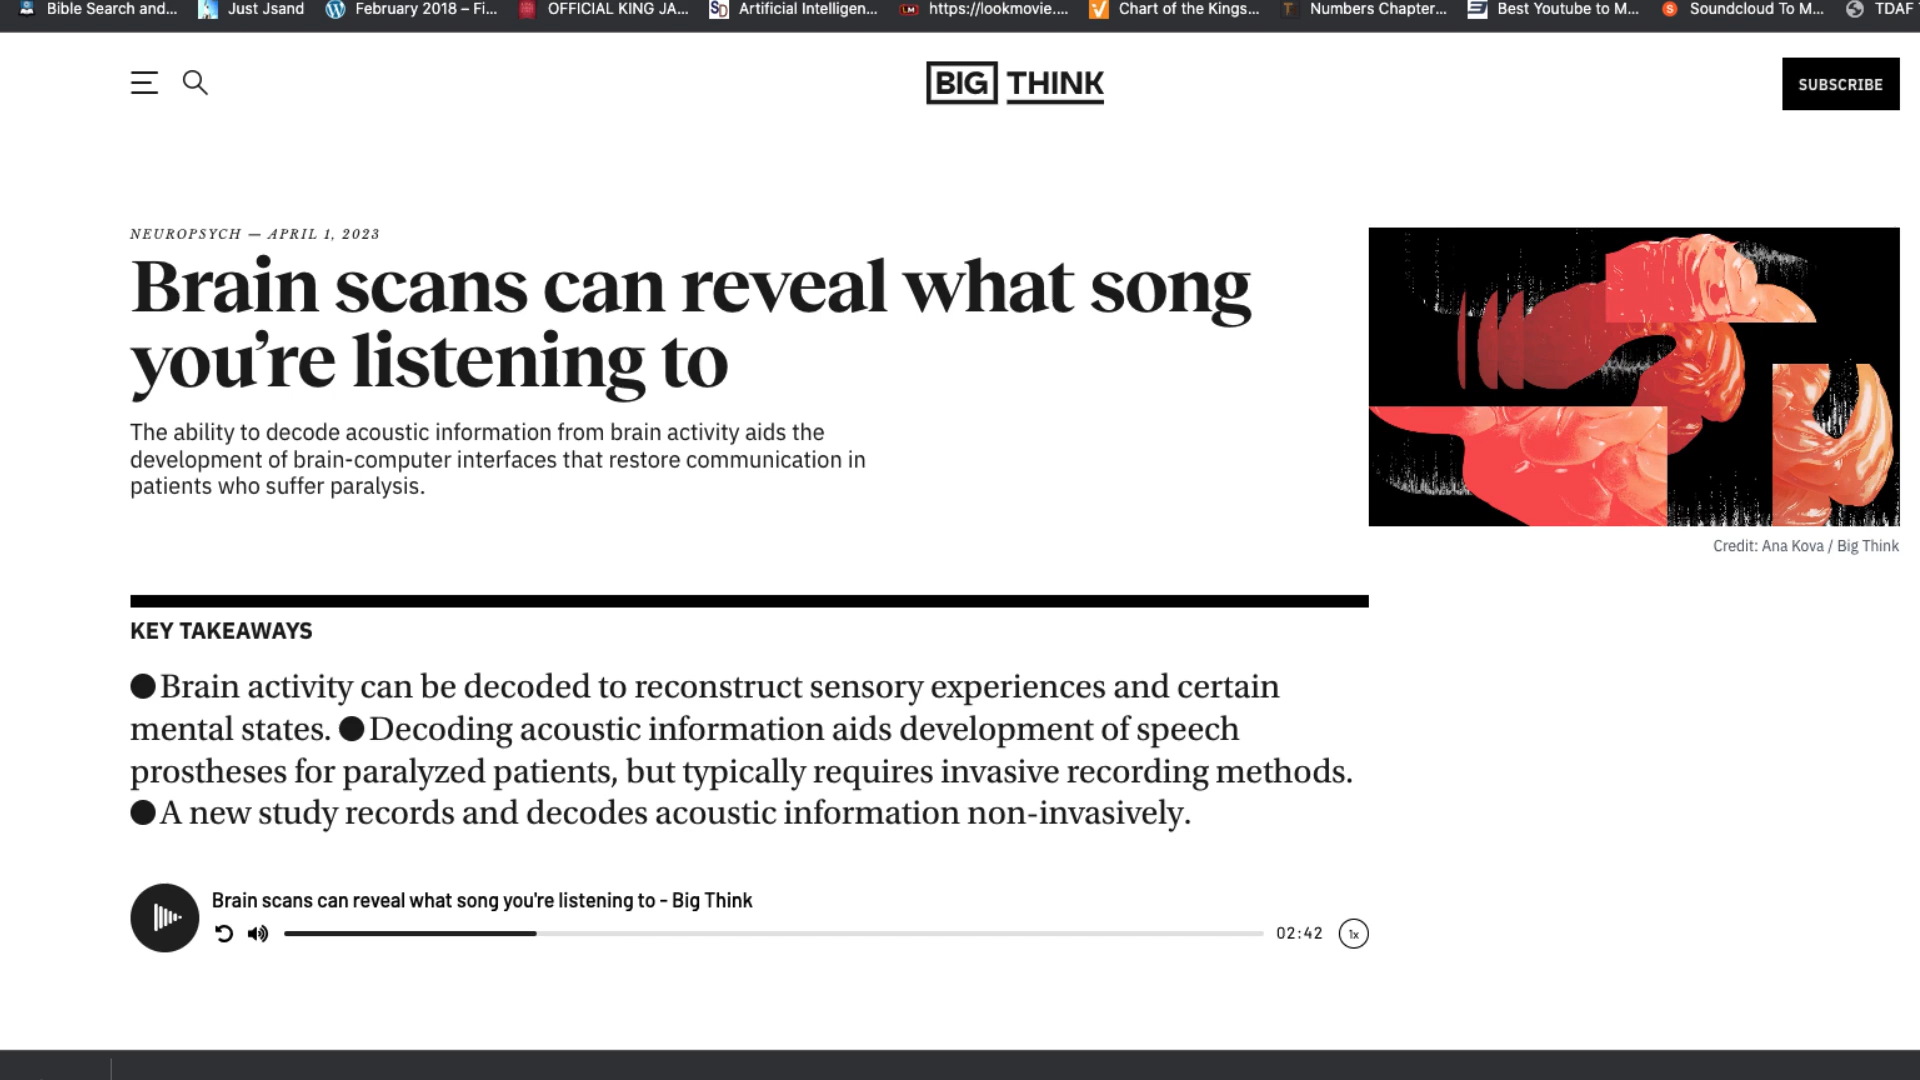 Bible Search and...
Just Jsand
February 2018 – Fi...
OFFICIAL KING JA...
SD
Artificial Intelligen...
LM
https://lookmovie....
Chart of the Kings...
T
Numbers Chapter...
Best Youtube to M...
S
Soundcloud To M...
TDAF
BIG THINK
SUBSCRIBE
NEUROPSYCH — APRIL 1, 2023
Brain scans can reveal what song
you’re listening to
The ability to decode acoustic information from brain activity aids the
development of brain-computer interfaces that restore communication in
patients who suffer paralysis.
Credit: Ana Kova / Big Think
KEY TAKEAWAYS
●Brain activity can be decoded to reconstruct sensory experiences and certain
mental states. ●Decoding acoustic information aids development of speech
prostheses for paralyzed patients, but typically requires invasive recording methods.
●A new study records and decodes acoustic information non-invasively.
Brain scans can reveal what song you're listening to - Big Think
02:42
1x